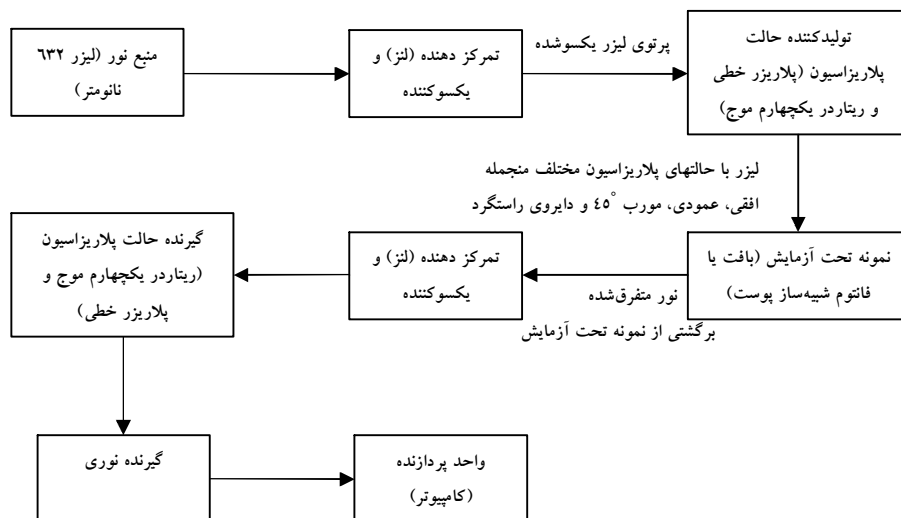 منبع نور (لیزر ٦٣٢
نانومتر)
تمرکز دهنده (لنز) و
یکسوکننده
پرتوی لیزر یکسوشده
تولیدکننده حالت
پلاریزاسیون (پلاریزر خطی
و ریتاردر یکچهارم موج)
لیزر با حالتهای پلاریزاسیون مختلف منجمله
افقی، عمودی، مورب ٤٥° و دایروی راستگرد
نمونه تحت آزمایش (بافت یا
فانتوم شبیه‌ساز پوست)
نور متفرق‌شده
برگشتی از نمونه تحت آزمایش
تمرکز دهنده (لنز) و
یکسوکننده
گیرنده حالت پلاریزاسیون
(ریتاردر یکچهارم موج و
پلاریزر خطی)
گیرنده نوری
واحد پردازنده
(کامپیوتر)